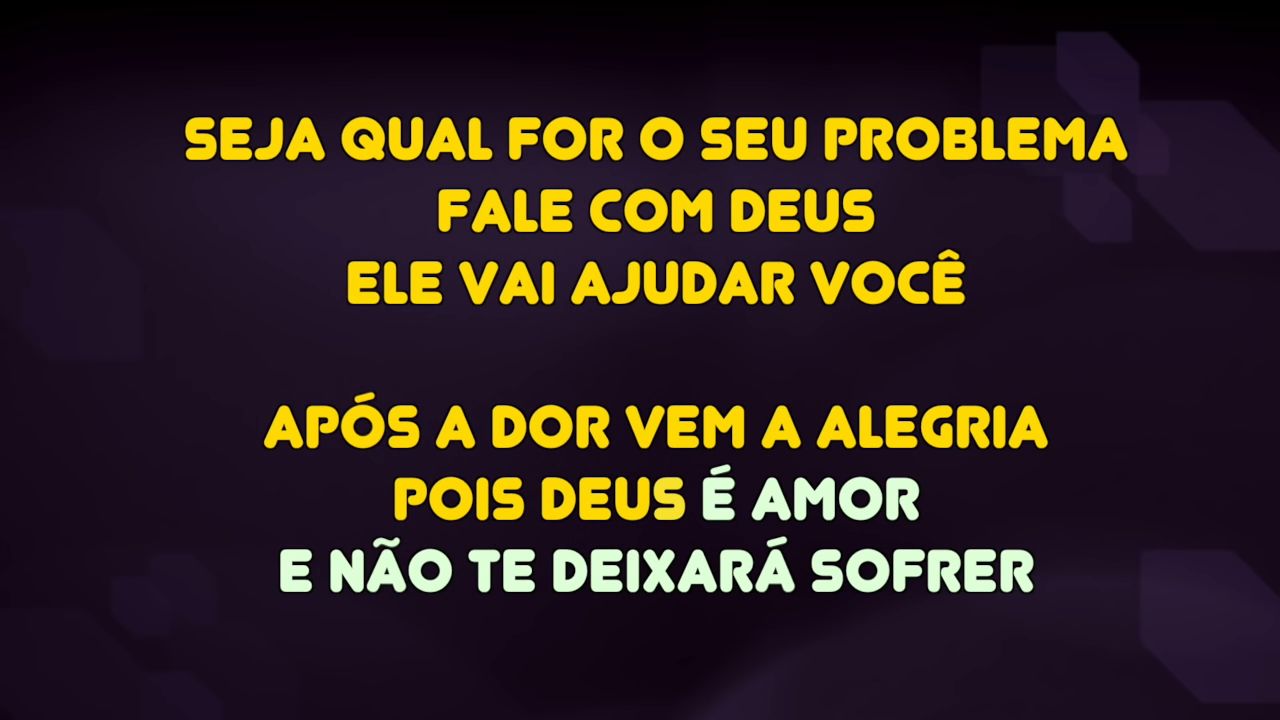 SEJA QUAL FOR O SEU PROBLEMA
FALE COM DEUS
ELE VAI AJUDAR VOCÊ
APÓS A DOR VEM A ALEGRIA
POIS DEUS É AMOR
E NÃO TE DEIXARÁ SOFRER